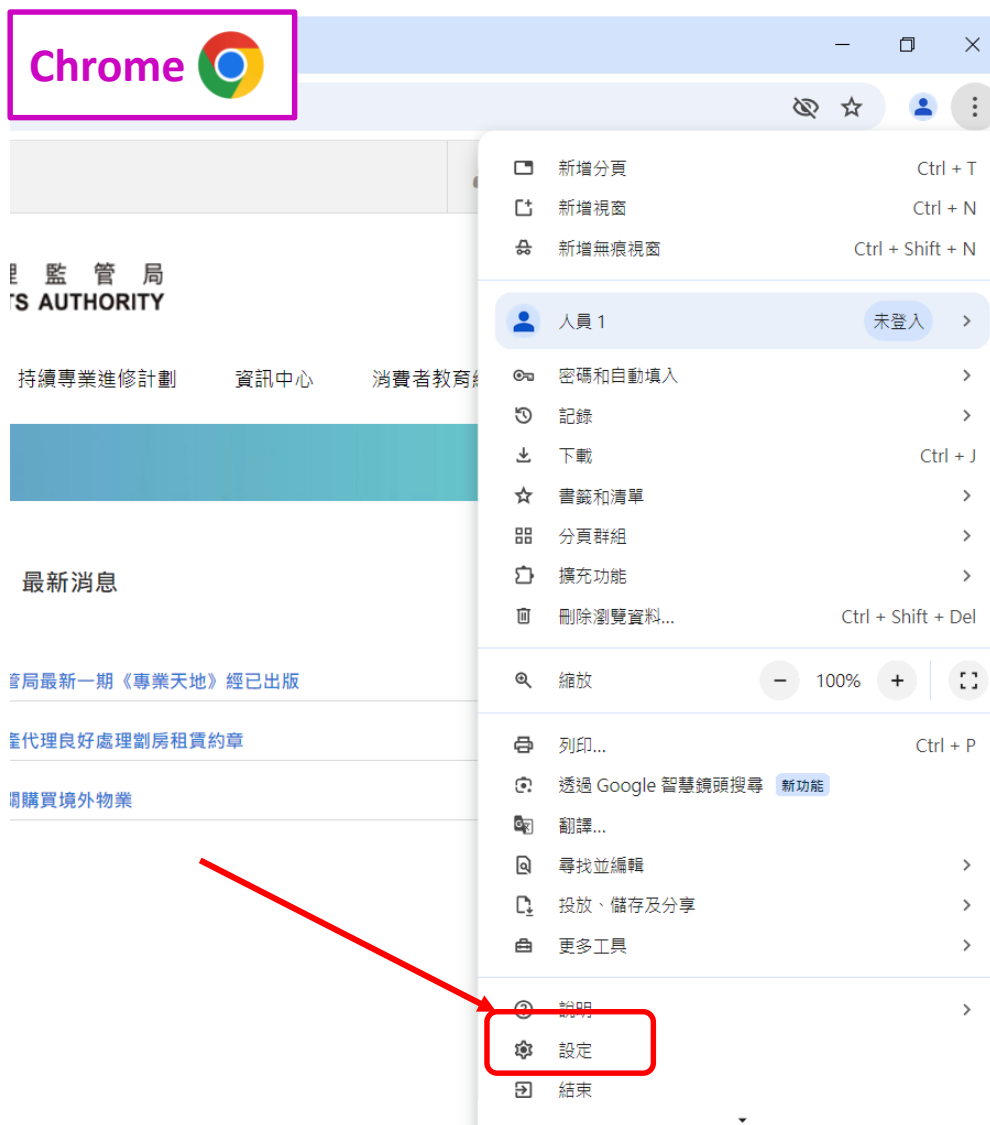 Chrome
新增分頁 Ctrl + T
新增視窗 Ctrl + N
新增無痕視窗 Ctrl + Shift + N
理 監 管 局
TS AUTHORITY
人員 1 未登入
持續專業進修計劃 資訊中心 消費者教育
密碼和自動填入
記錄
下載 Ctrl + J
書籤和清單
分頁群組
擴充功能
刪除瀏覽資料... Ctrl + Shift + Del
最新消息
管局最新一期《專業天地》經已出版
縮放 − 100% +
產代理良好處理劏房租賃約章
列印... Ctrl + P
透過 Google 智慧鏡頭搜尋 新功能
購買境外物業
翻譯...
尋找並編輯
投放、儲存及分享
更多工具
說明
設定
結束